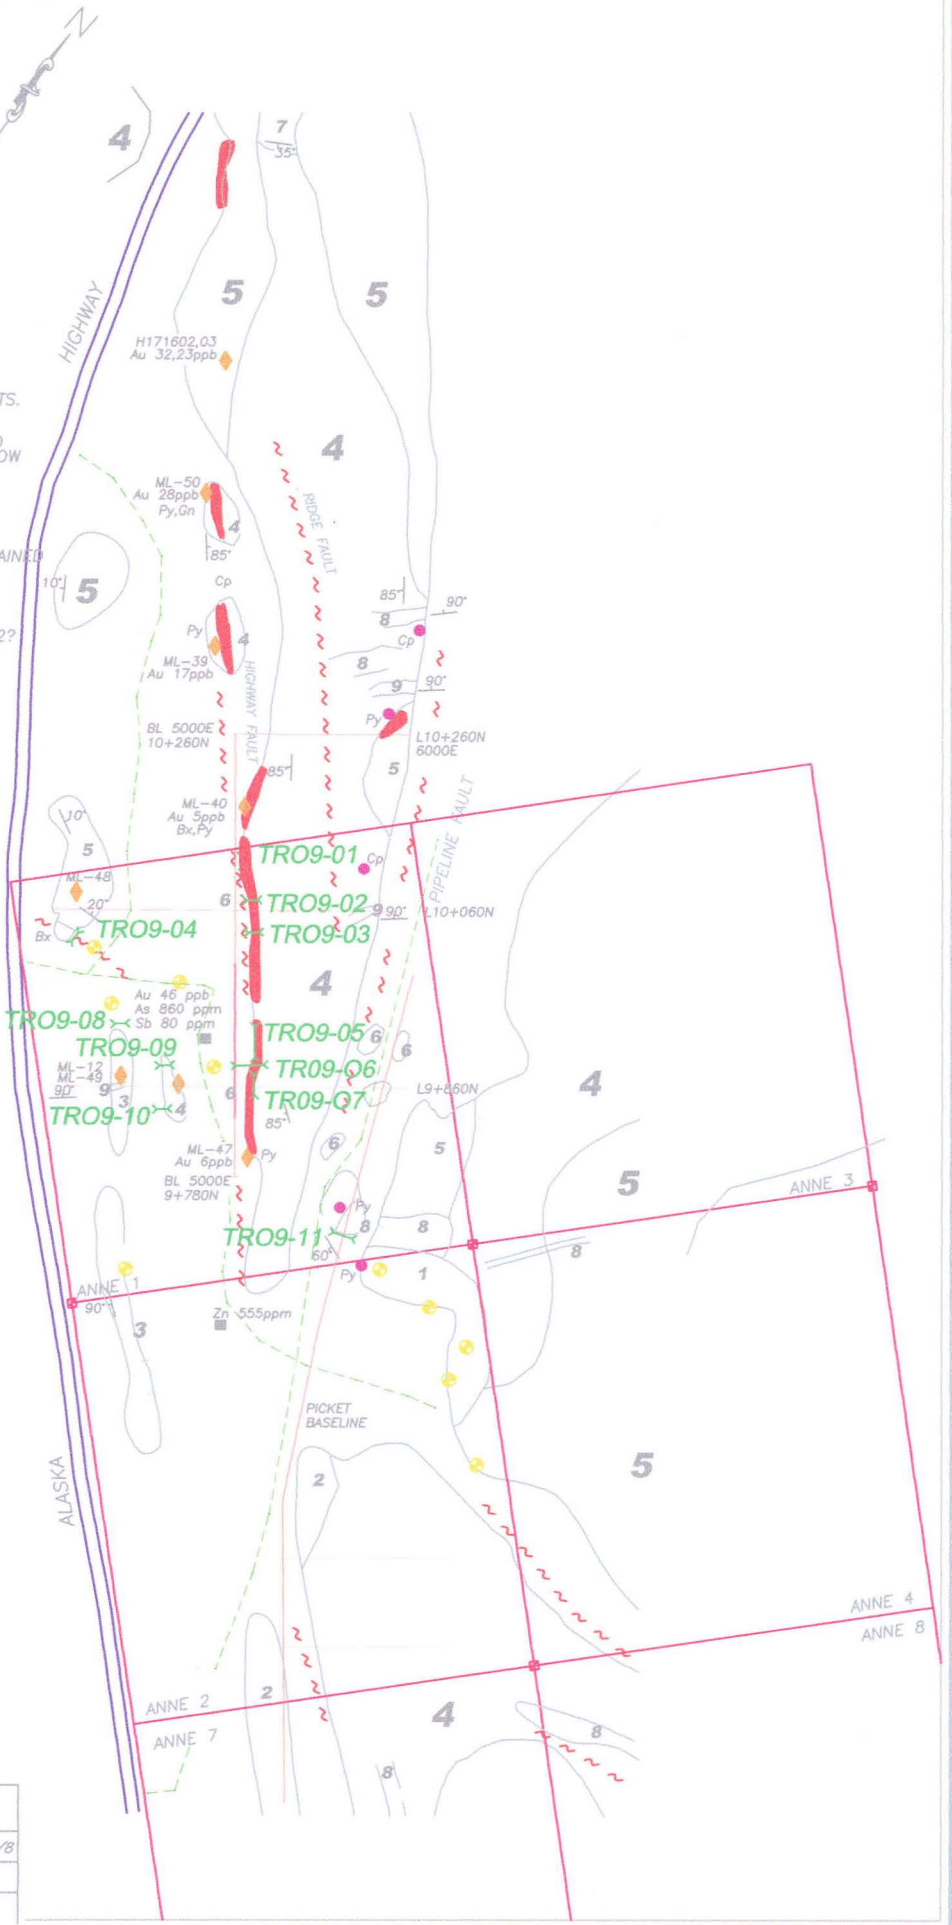 N
4
7
35°
5
5
HIGHWAY
H171602,03
Au 32,23ppb
TS.
OW
4
RIDGE FAULT
ML-50
Au 28ppb
Py,Gn
4
85°
AINED
10°
5
Cp
85°
90°
8
Cp
2?
Py
4
ML-39
Au 17ppb
HIGHWAY FAULT
8
9
90°
Py
BL 5000E
10+260N
L10+260N
6000E
85°
5
ML-40
Au 5ppb
Bx,Py
PIPELINE FAULT
10°
5
TRO9-01
Cp
ML-48
6
TRO9-02
20°
9
90°
L10+060N
Bx
TRO9-04
TRO9-03
4
Au 46 ppb
As 860 ppm
Sb 80 ppm
TRO9-08
TRO9-05
6
6
TRO9-09
ML-12
ML-49
TR09-06
90°
9
3
6
L9+860N
4
TR09-07
TRO9-10
4
85°
6
5
ML-47
Au 6ppb
Py
BL 5000E
9+780N
5
ANNE 3
Py
8
8
TRO9-11
60°
8
Py
1
ANNE 1
90°
3
Zn 555ppm
PICKET
BASELINE
5
2
ALASKA
ANNE 4
ANNE 8
2
ANNE 2
4
ANNE 7
8
8
/8